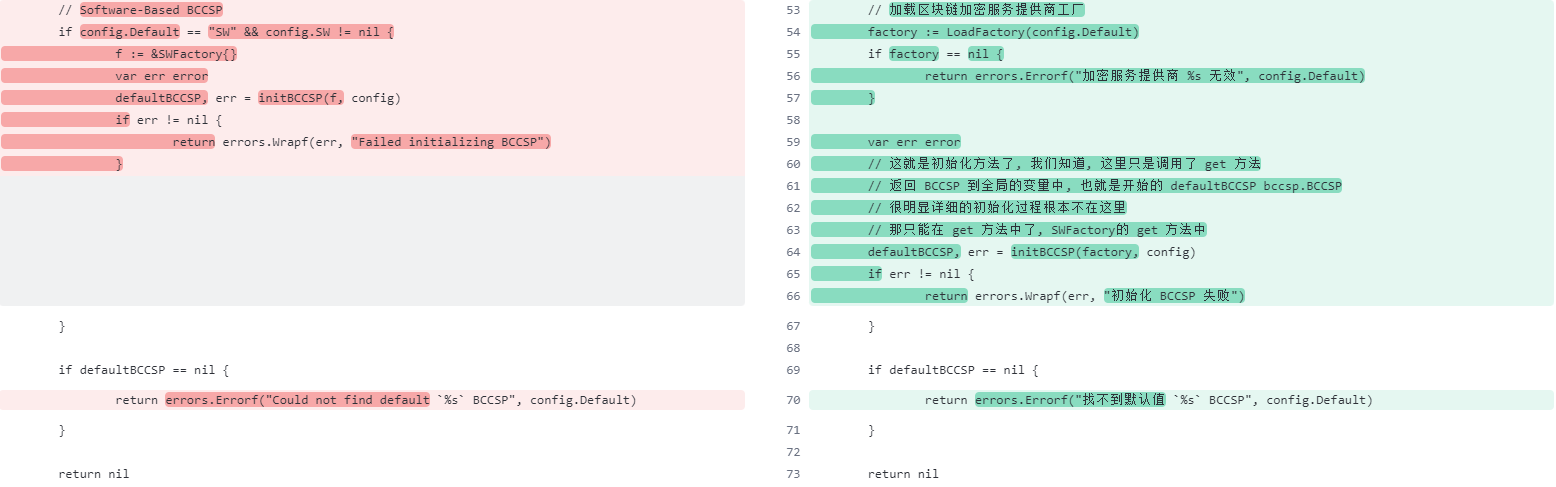 // Software-Based BCCSP
if config.Default == "SW" && config.SW != nil {
f := &SWFactory{}
var err error
defaultBCCSP, err = initBCCSP(f, config)
if err != nil {
return errors.Wrapf(err, "Failed initializing BCCSP")
}
}
if defaultBCCSP == nil {
return errors.Errorf("Could not find default `%s` BCCSP", config.Default)
}
return nil
53 // 加载区块链加密服务提供商工厂
54 factory := LoadFactory(config.Default)
55 if factory == nil {
56 return errors.Errorf("加密服务提供商 %s 无效", config.Default)
57 }
58
59 var err error
60 // 这就是初始化方法了, 我们知道, 这里只是调用了 get 方法
61 // 返回 BCCSP 到全局的变量中, 也就是开始的 defaultBCCSP bccsp.BCCSP
62 // 很明显详细的初始化过程根本不在这里
63 // 那只能在 get 方法中了, SWFactory的 get 方法中
64 defaultBCCSP, err = initBCCSP(factory, config)
65 if err != nil {
66 return errors.Wrapf(err, "初始化 BCCSP 失败")
67 }
68
69 if defaultBCCSP == nil {
70 return errors.Errorf("找不到默认值 `%s` BCCSP", config.Default)
71 }
72
73 return nil